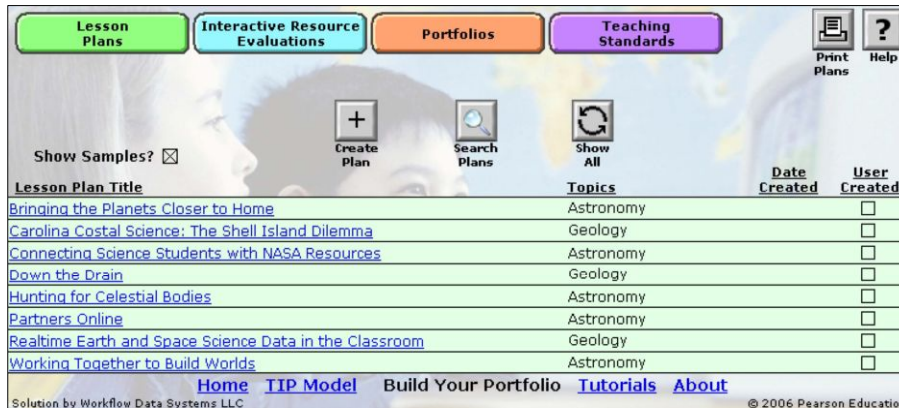 Lesson Plans
Interactive Resource Evaluations
Portfolios
Teaching Standards
Print Plans
?
Help
+
Create Plan
Search Plans
Show All
Show Samples?
Lesson Plan Title Topics Date Created User Created
Bringing the Planets Closer to Home Astronomy
Carolina Costal Science: The Shell Island Dilemma Geology
Connecting Science Students with NASA Resources Astronomy
Down the Drain Geology
Hunting for Celestial Bodies Astronomy
Partners Online Astronomy
Realtime Earth and Space Science Data in the Classroom Geology
Working Together to Build Worlds Astronomy
Home TIP Model Build Your Portfolio Tutorials About
Solution by Workflow Data Systems LLC © 2006 Pearson Educatio